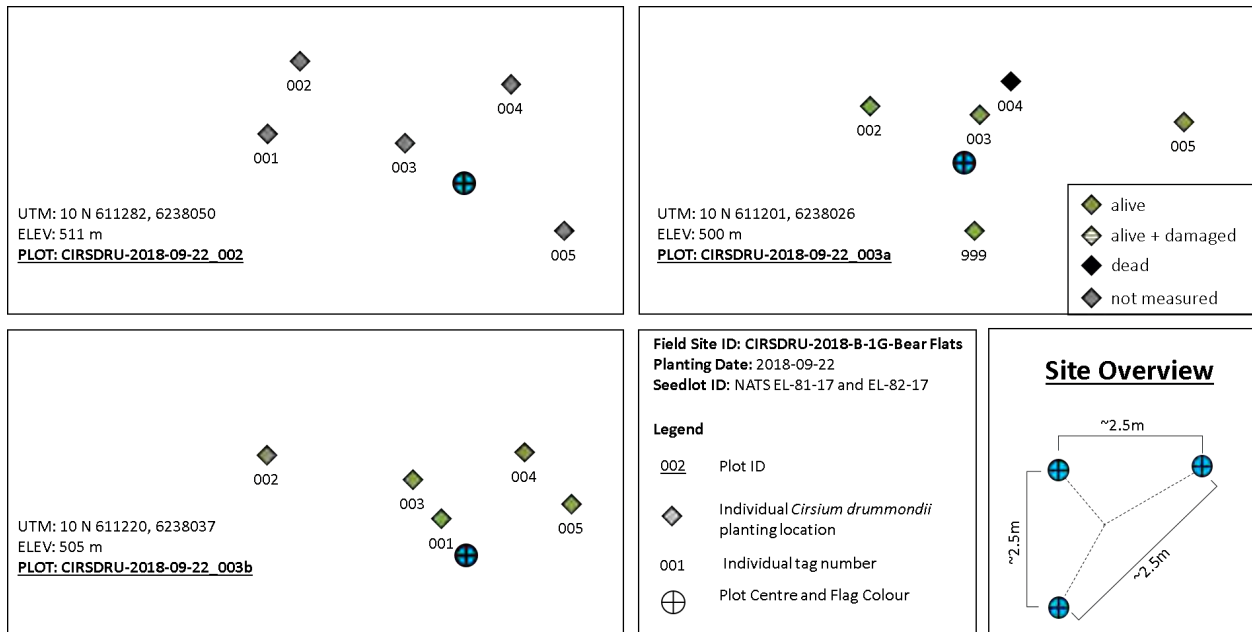 002
004
001
003
UTM: 10 N 611282, 6238050
ELEV: 511 m
PLOT: CIRSDRU-2018-09-22_002
005
004
002
003
005
UTM: 10 N 611201, 6238026
ELEV: 500 m
PLOT: CIRSDRU-2018-09-22_003a
999
alive
alive + damaged
dead
not measured
002
004
003
005
001
UTM: 10 N 611220, 6238037
ELEV: 505 m
PLOT: CIRSDRU-2018-09-22_003b
Field Site ID: CIRSDRU-2018-B-1G-Bear Flats
Planting Date: 2018-09-22
Seedlot ID: NATS EL-81-17 and EL-82-17
Legend
002 Plot ID
Individual Cirsium drummondii
planting location
001 Individual tag number
Plot Centre and Flag Colour
Site Overview
~2.5m
~2.5m
~2.5m